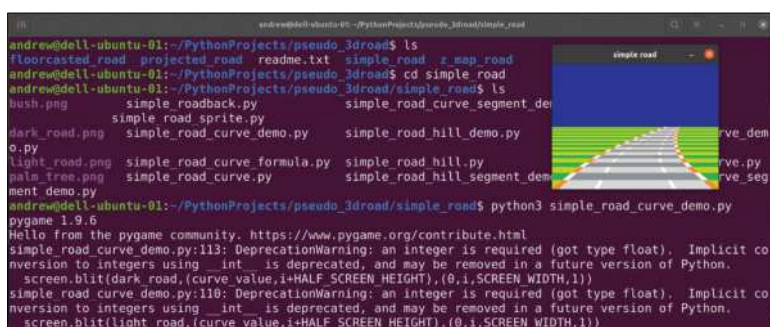 andrew@dell-ubuntu-01: ~/PythonProjects/pseudo_3droad/simple_road
andrew@dell-ubuntu-01:~/PythonProjects/pseudo_3droad$ ls
floorcasted_road projected_road readme.txt simple_road z_map_road
andrew@dell-ubuntu-01:~/PythonProjects/pseudo_3droad$ cd simple_road
andrew@dell-ubuntu-01:~/PythonProjects/pseudo_3droad/simple_road$ ls
simple road
bush.png simple_roadback.py simple_road_curve_segment_de
simple_road_sprite.py
dark_road.png simple_road_curve_demo.py simple_road_hill_demo.py rve_dem
o.py
light_road.png simple_road_curve_formula.py simple_road_hill.py rve.py
palm_tree.png simple_road_curve.py simple_road_hill_segment_dem rve_seg
ment_demo.py
andrew@dell-ubuntu-01:~/PythonProjects/pseudo_3droad/simple_road$ python3 simple_road_curve_demo.py
pygame 1.9.6
Hello from the pygame community. https://www.pygame.org/contribute.html
simple_road_curve_demo.py:113: DeprecationWarning: an integer is required (got type float). Implicit co
nversion to integers using __int__ is deprecated, and may be removed in a future version of Python.
screen.blit(dark_road,(curve_value,i+HALF_SCREEN_HEIGHT),(0,i,SCREEN_WIDTH,1))
simple_road_curve_demo.py:110: DeprecationWarning: an integer is required (got type float). Implicit co
nversion to integers using __int__ is deprecated, and may be removed in a future version of Python.
screen.blit(light_road,(curve_value,i+HALF_SCREEN_HEIGHT),(0,i,SCREEN_WIDTH,1))